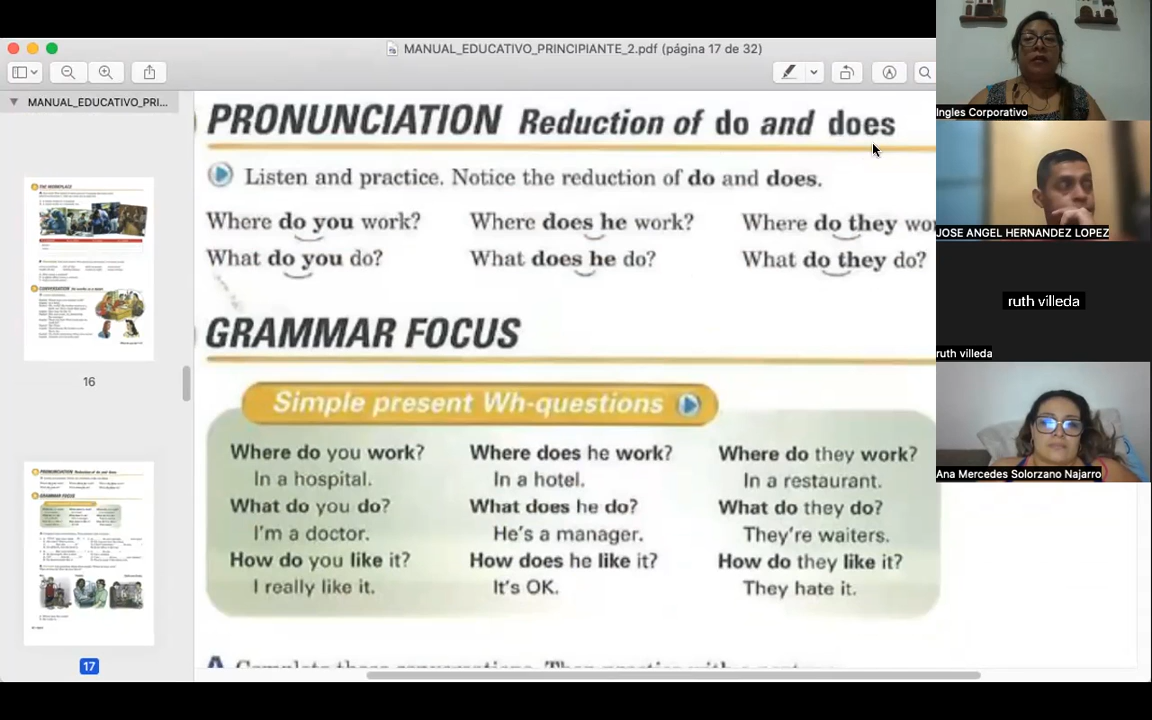 MANUAL_EDUCATIVO_PRINCIPIANTE_2.pdf (página 17 de 32)
MANUAL_EDUCATIVO_PRI...
16
17
PRONUNCIATION Reduction of do and does
Listen and practice. Notice the reduction of do and does.
Where do you work? Where does he work? Where do they wo
What do you do? What does he do? What do they do?
GRAMMAR FOCUS
Simple present Wh-questions
Where do you work? Where does he work? Where do they work?
In a hospital. In a hotel. In a restaurant.
What do you do? What does he do? What do they do?
I'm a doctor. He's a manager. They're waiters.
How do you like it? How does he like it? How do they like it?
I really like it. It's OK. They hate it.
Ingles Corporativo
JOSE ANGEL HERNANDEZ LOPEZ
ruth villeda
ruth villeda
Ana Mercedes Solorzano Najarro